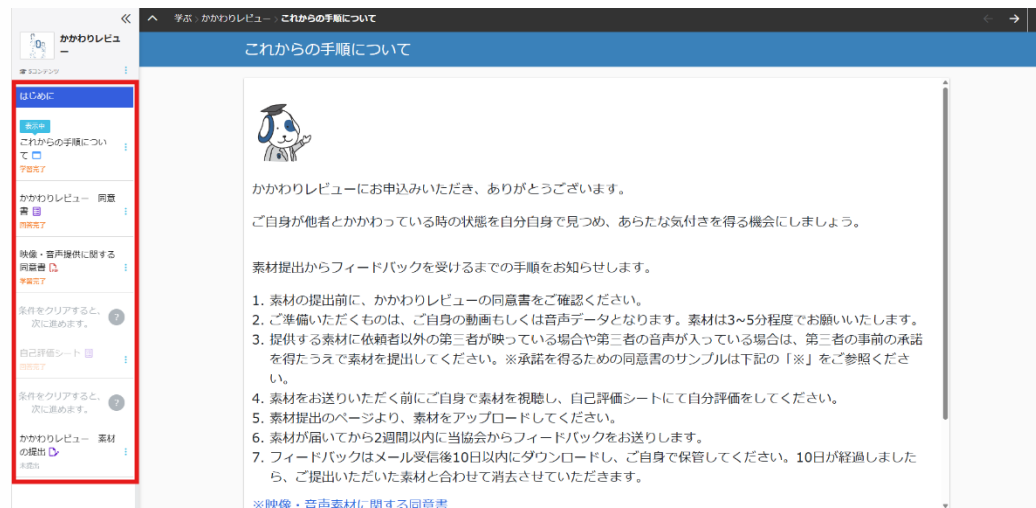 学ぶ > かかわりレビュー > これからの手順について
かかわりレビュ
ー
5コンテンツ
はじめに
表示中
これからの手順につい
て
学習完了
かかわりレビュー 同意
書
回答完了
映像・音声提供に関する
同意書
学習完了
条件をクリアすると、
次に進めます。
自己評価シート
回答完了
条件をクリアすると、
次に進めます。
かかわりレビュー 素材
の提出
未提出
これからの手順について
かかわりレビューにお申込みいただき、ありがとうございます。
ご自身が他者とかかわっている時の状態を自分自身で見つめ、あらたな気付きを得る機会にしましょう。
素材提出からフィードバックを受けるまでの手順をお知らせします。
1. 素材の提出前に、かかわりレビューの同意書をご確認ください。
2. ご準備いただくものは、ご自身の動画もしくは音声データとなります。素材は3~5分程度でお願いいたします。
3. 提供する素材に依頼者以外の第三者が映っている場合や第三者の音声が入っている場合は、第三者の事前の承諾
を得たうえで素材を提出してください。※承諾を得るための同意書のサンプルは下記の「※」をご参照くださ
い。
4. 素材をお送りいただく前にご自身で素材を視聴し、自己評価シートにて自分評価をしてください。
5. 素材提出のページより、素材をアップロードしてください。
6. 素材が届いてから2週間以内に当協会からフィードバックをお送りします。
7. フィードバックはメール受信後10日以内にダウンロードし、ご自身で保管してください。10日が経過しました
ら、ご提出いただいた素材と合わせて消去させていただきます。
※映像・音声素材に関する同意書